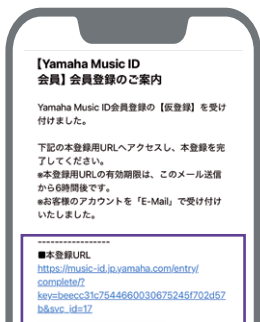 【Yamaha Music ID
会員】会員登録のご案内
Yamaha Music ID会員登録の【仮登録】を受け
付けました。
下記の本登録用URLへアクセスし、本登録を完
了してください。
※本登録用URLの有効期限は、このメール送信
から6時間後です。
※お客様のアカウントを「E-Mail」で受け付け
いたしました。
-----------------
■本登録URL
https://music-id.jp.yamaha.com/entry/
complete/?
key=beecc31c7544660030675245f702d57
b&svc_id=17